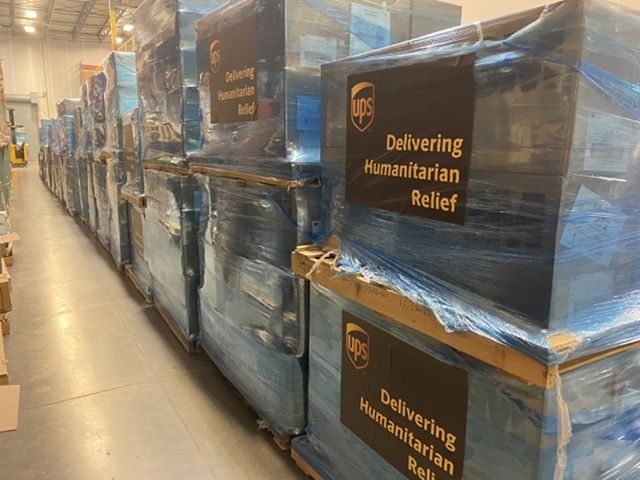 ups
Delivering
Humanitarian
Relief
ups
Delivering
Humanitarian
Relief
ups
Delivering
Humanitarian